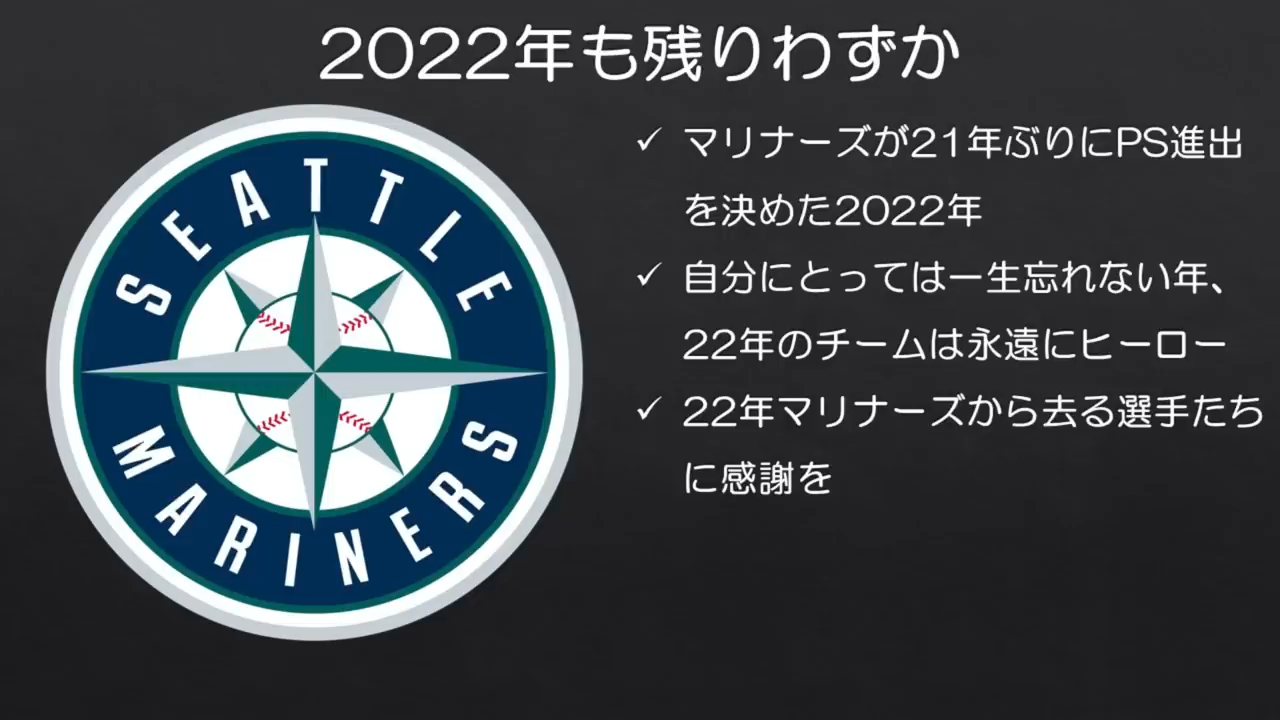 2022年も残りわずか
SEATTLE
MARINERS
✓ マリナーズが21年ぶりにPS進出
を決めた2022年
✓ 自分にとっては一生忘れない年、
22年のチームは永遠にヒーロー
✓ 22年マリナーズから去る選手たち
に感謝を